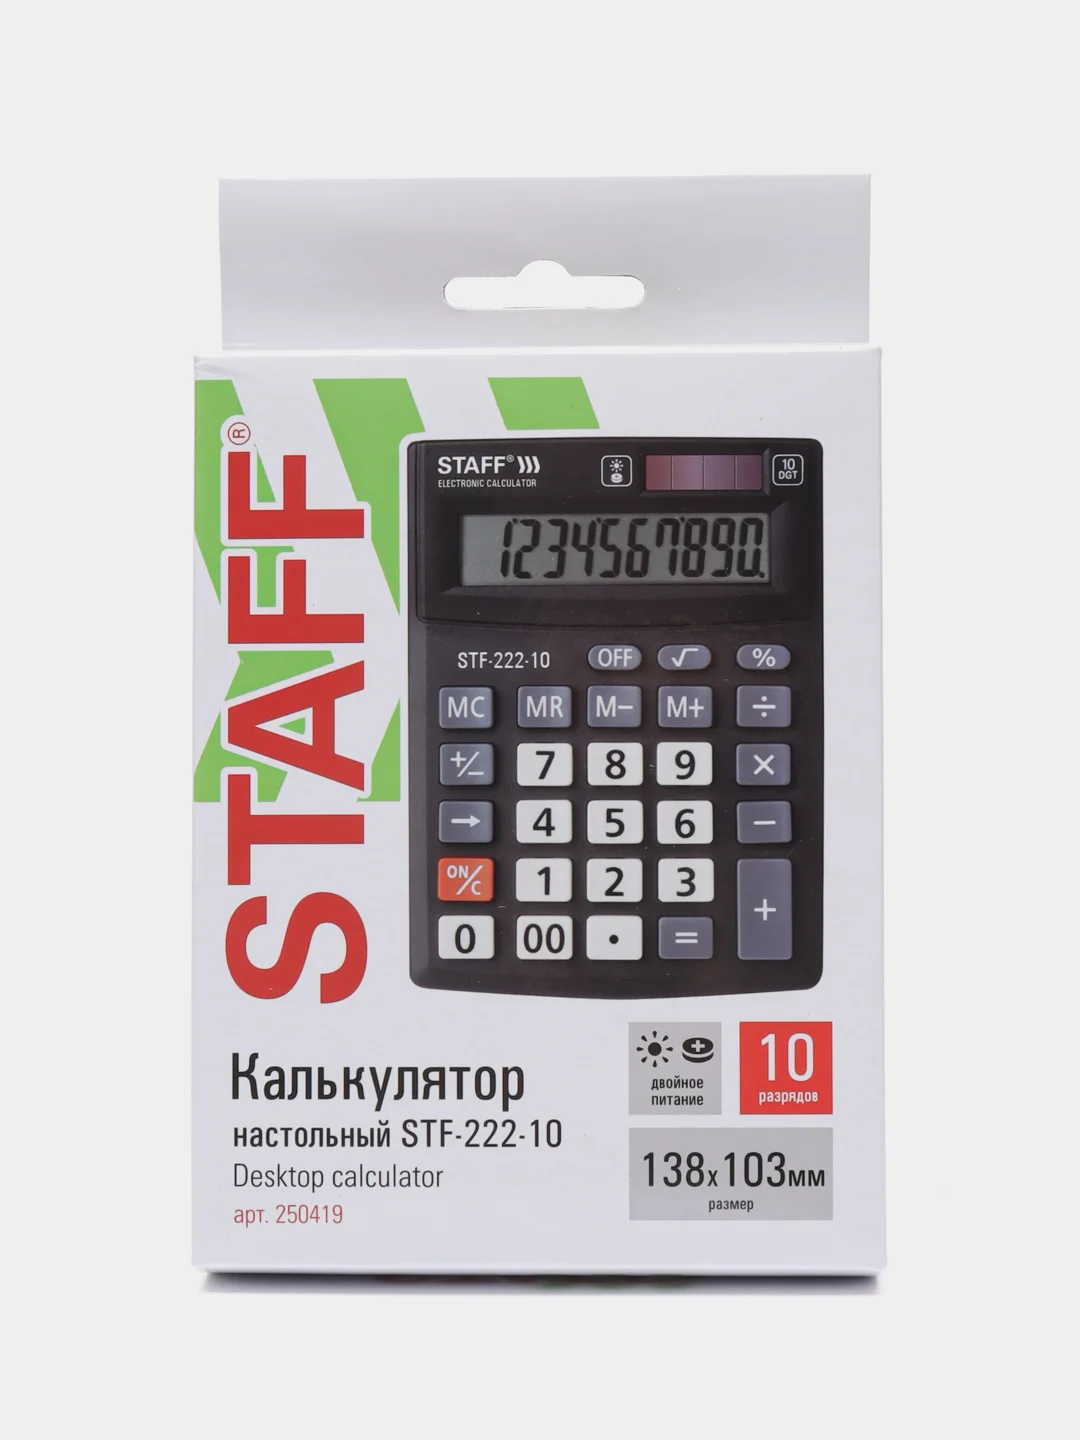 STAFF®
STAFF®
ELECTRONIC CALCULATOR
10
DGT
1234567890.
STF-222-10
OFF √ %
MC MR M− M+ ÷
+/− 7 8 9 ×
→ 4 5 6 −
ON/C 1 2 3 +
0 00 . =
Калькулятор
настольный STF-222-10
Desktop calculator
арт. 250419
двойное
питание
10
разрядов
138x103мм
размер